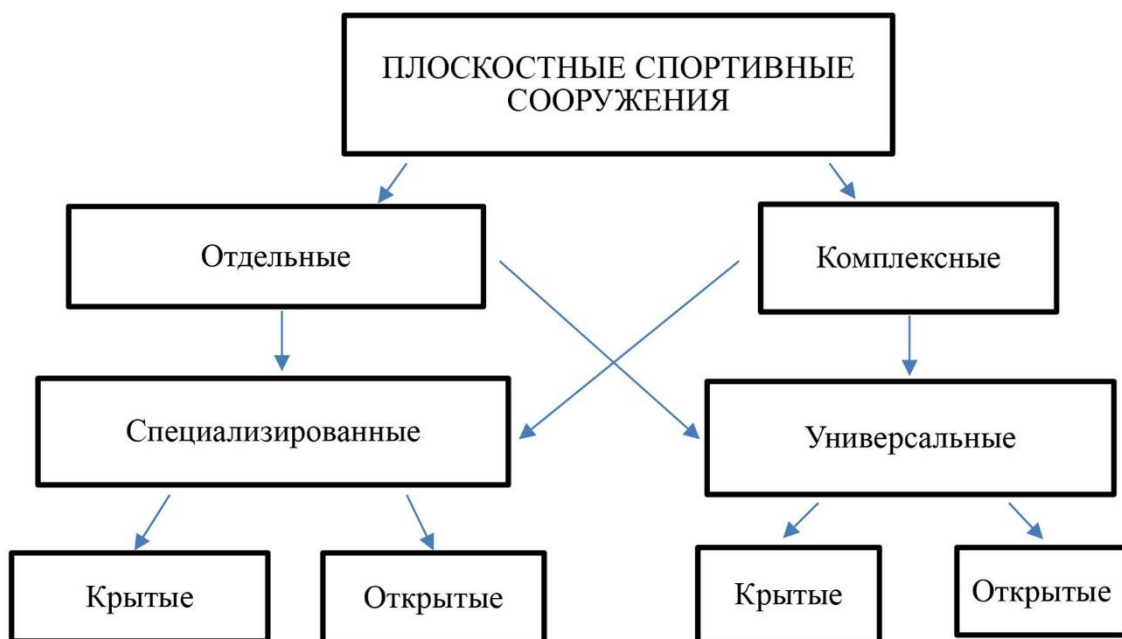 ПЛОСКОСТНЫЕ СПОРТИВНЫЕ
СООРУЖЕНИЯ
Отдельные
Комплексные
Специализированные
Универсальные
Крытые
Открытые
Крытые
Открытые